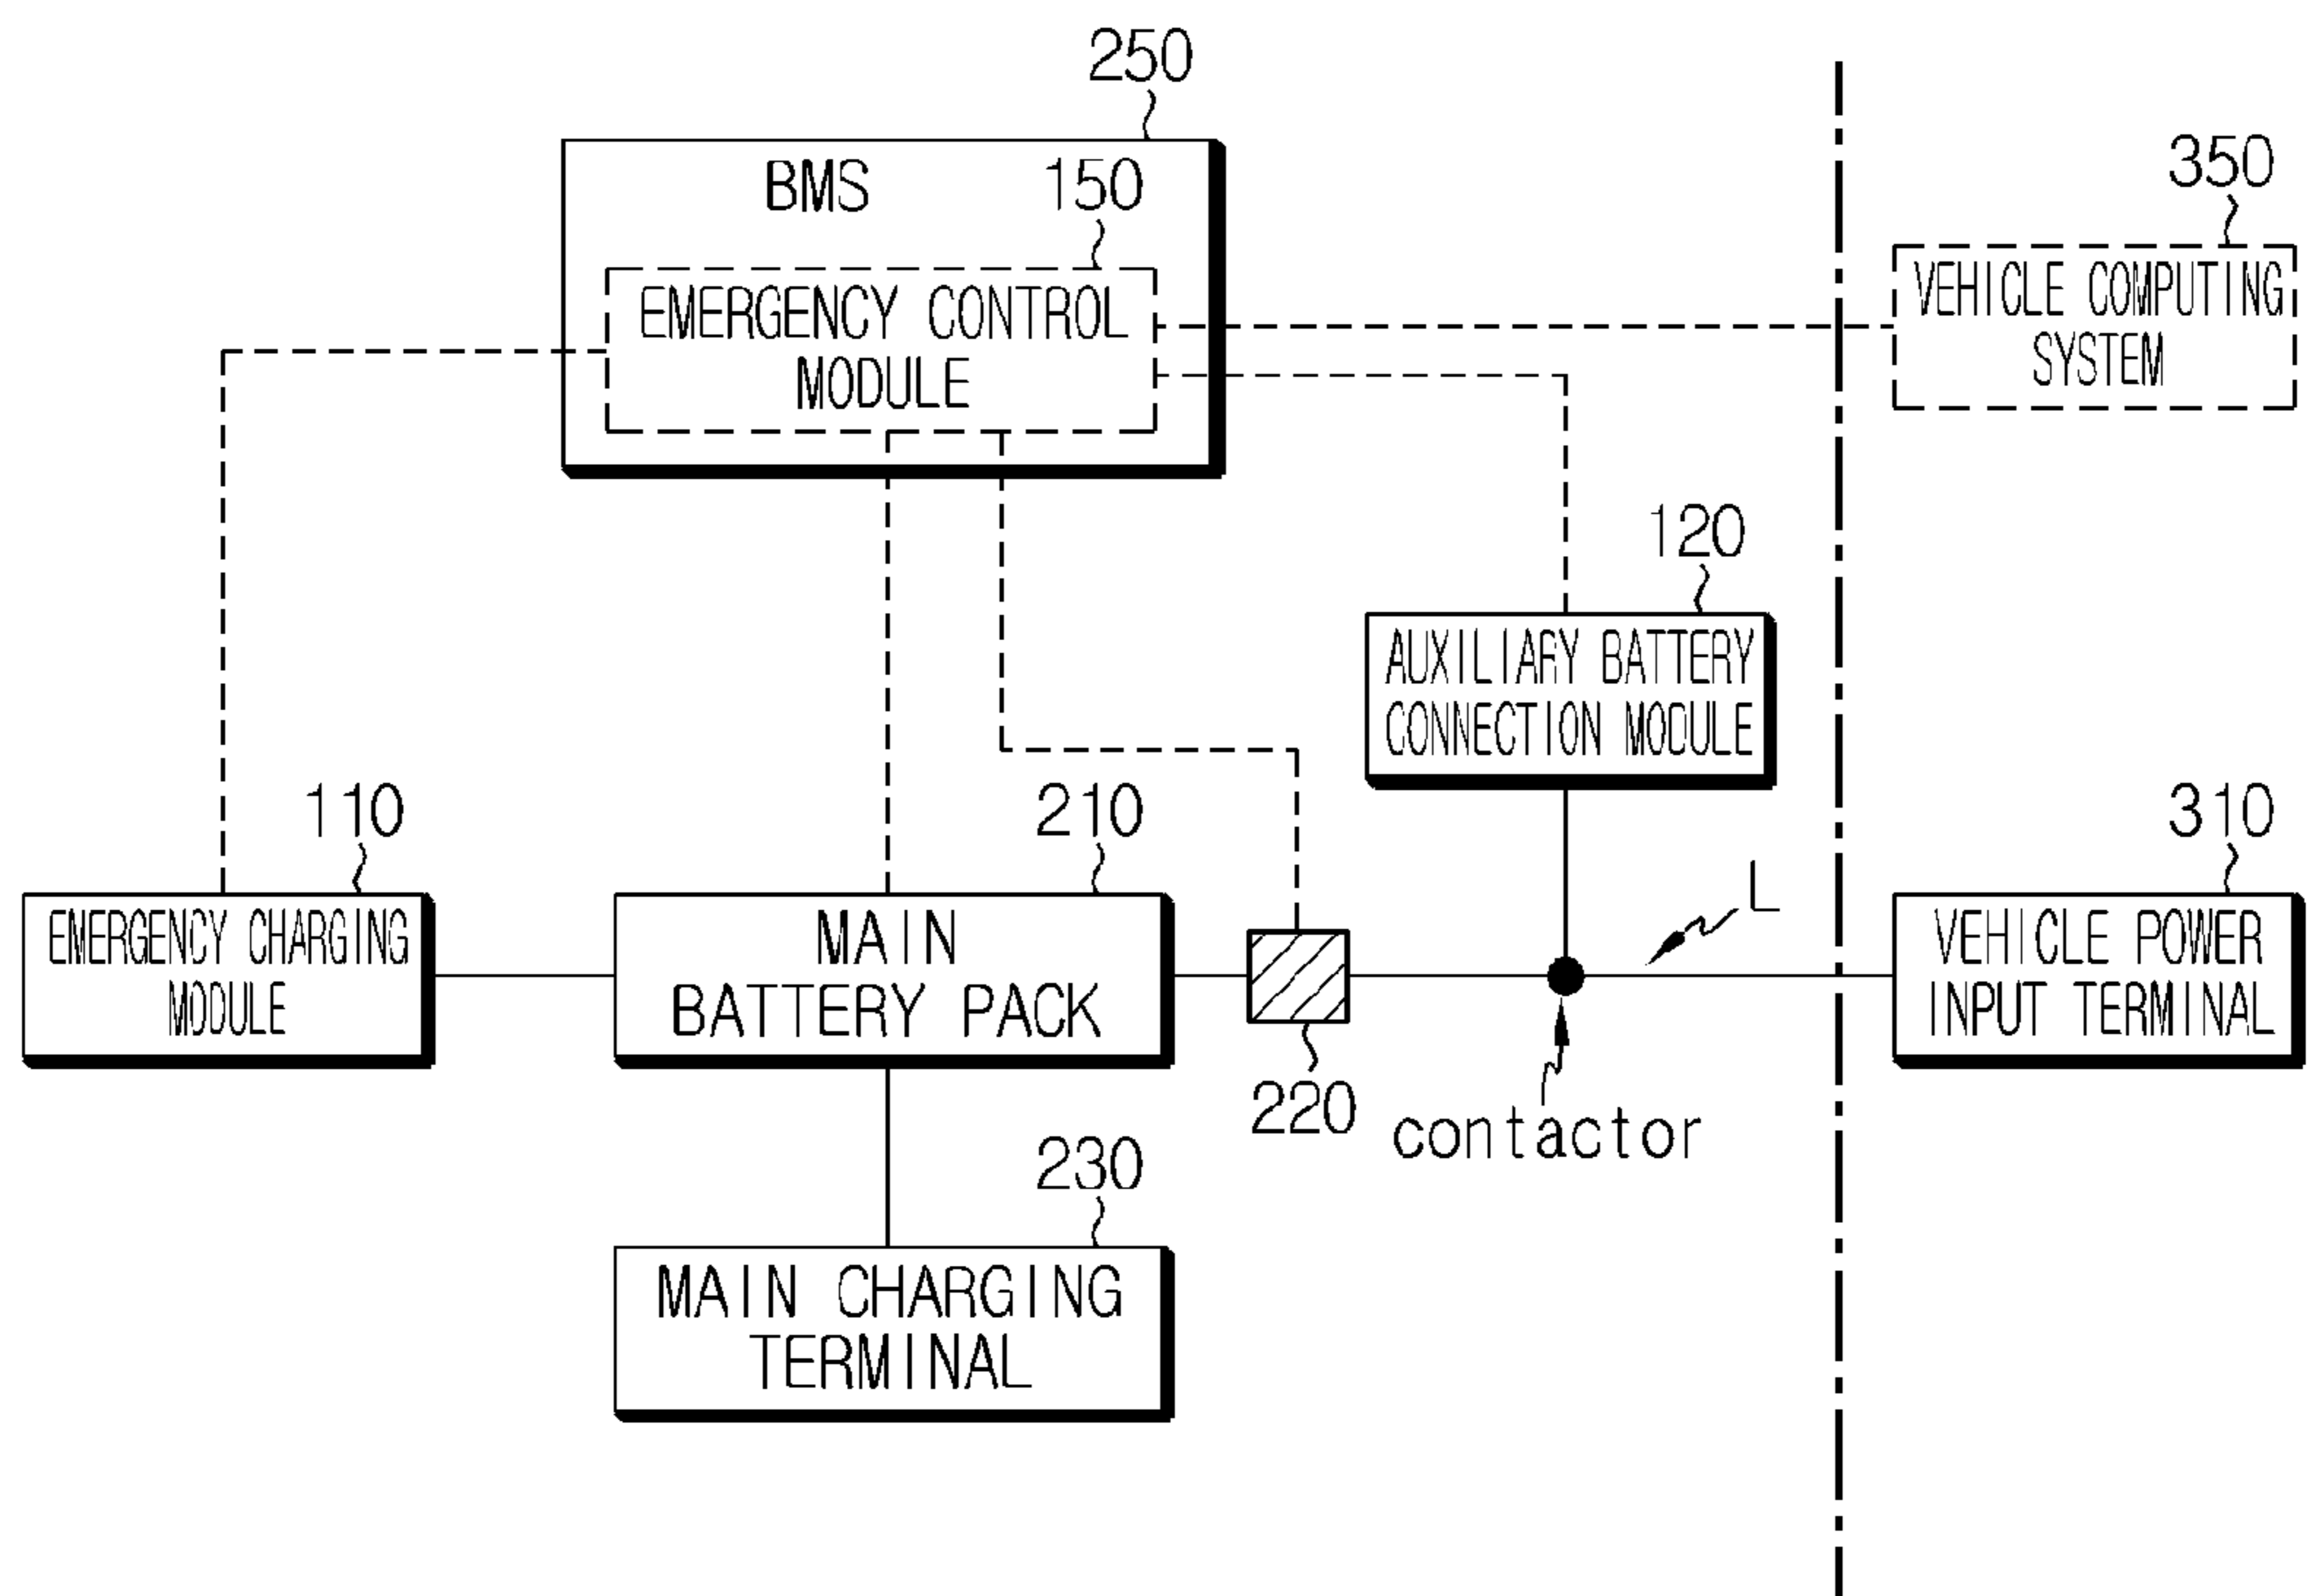 250
BMS
150
350
EMERGENCY CONTROL
MODULE
VEHICLE COMPUTING
SYSTEM
120
AUXILIARY BATTERY
CONNECTION MODULE
110
210
310
L
EMERGENCY CHARGING
MODULE
MAIN
BATTERY PACK
VEHICLE POWER
INPUT TERMINAL
220
contactor
230
MAIN CHARGING
TERMINAL